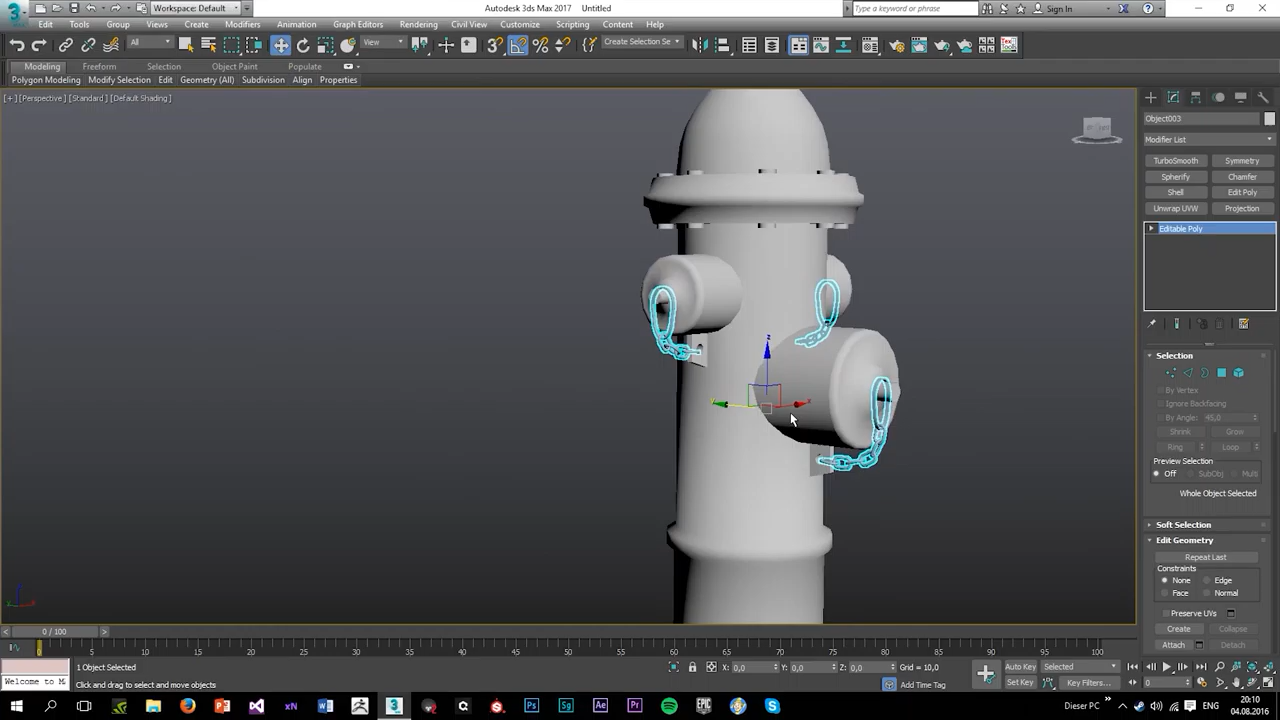 Workspace: Default
Autodesk 3ds Max 2017 Untitled
Type a keyword or phrase
Sign In
Edit Tools Group Views Create Modifiers Animation Graph Editors Rendering Civil View Customize Scripting Content Help
All View Create Selection Se
Modeling Freeform Selection Object Paint Populate
Polygon Modeling Modify Selection Edit Geometry (All) Subdivision Align Properties
[+] [Perspective] [Standard] [Default Shading]
Object003
Modifier List
TurboSmooth Symmetry
Spherify Chamfer
Shell Edit Poly
Unwrap UVW Projection
Editable Poly
Selection
By Vertex
Ignore Backfacing
By Angle: 45,0
Shrink Grow
Ring Loop
Preview Selection
Off SubObj Multi
Whole Object Selected
Soft Selection
Edit Geometry
Repeat Last
Constraints
None Edge
Face Normal
Preserve UVs
Create Collapse
Attach Detach
0 / 100
0 5 10 15 20 25 30 35 40 45 50 55 60 65 70 75 80 85 90 95 100
1 Object Selected
X: 0,0 Y: 0,0 Z: 0,0 Grid = 10,0
Auto Key Selected
Welcome to M
Click and drag to select and move objects
Add Time Tag
Set Key Key Filters...
0
Dieser PC
ENG
20:10
04.08.2016